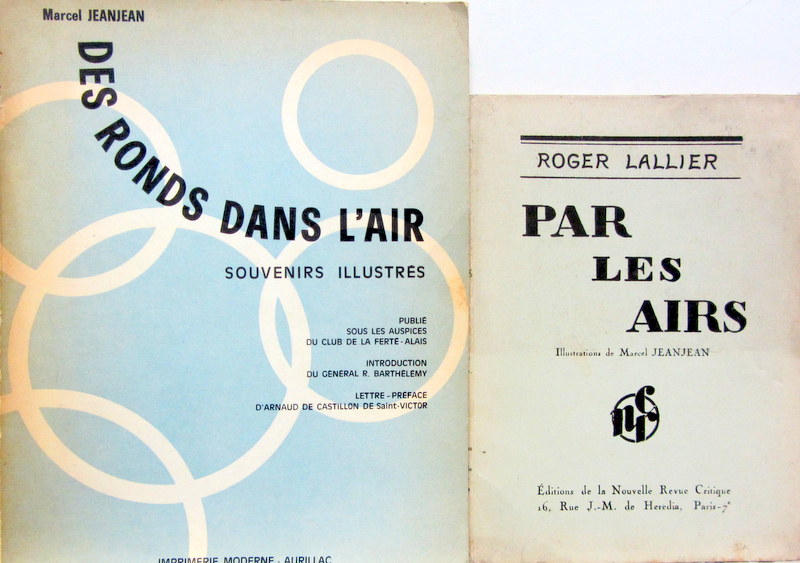 Marcel JEANJEAN
DES RONDS DANS L'AIR
SOUVENIRS ILLUSTRÉS
PUBLIÉ
SOUS LES AUSPICES
DU CLUB DE LA FERTÉ-ALAIS
INTRODUCTION
DU GÉNÉRAL R. BARTHÉLEMY
LETTRE-PRÉFACE
D'ARNAUD DE CASTILLON DE Saint-VICTOR
IMPRIMERIE MODERNE. AURILLAC
ROGER LALLIER
PAR
LES
AIRS
Illustrations de Marcel JEANJEAN
Éditions de la Nouvelle Revue Critique
16, Rue J.-M. de Heredia, Paris-7e